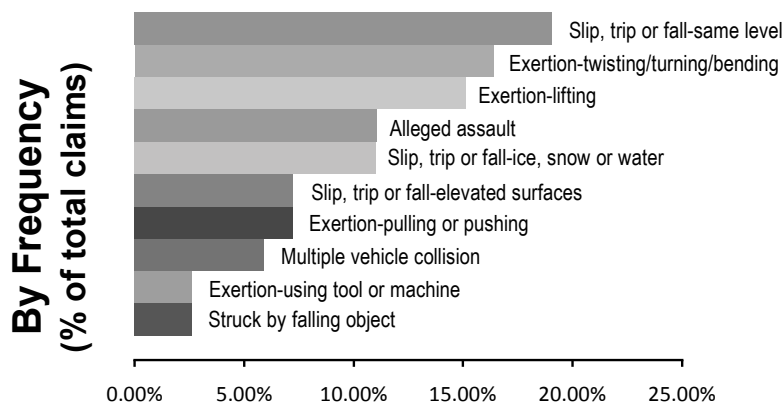 By Frequency
(% of total claims)
Slip, trip or fall-same level
Exertion-twisting/turning/bending
Exertion-lifting
Alleged assault
Slip, trip or fall-ice, snow or water
Slip, trip or fall-elevated surfaces
Exertion-pulling or pushing
Multiple vehicle collision
Exertion-using tool or machine
Struck by falling object
0.00% 5.00% 10.00% 15.00% 20.00% 25.00%